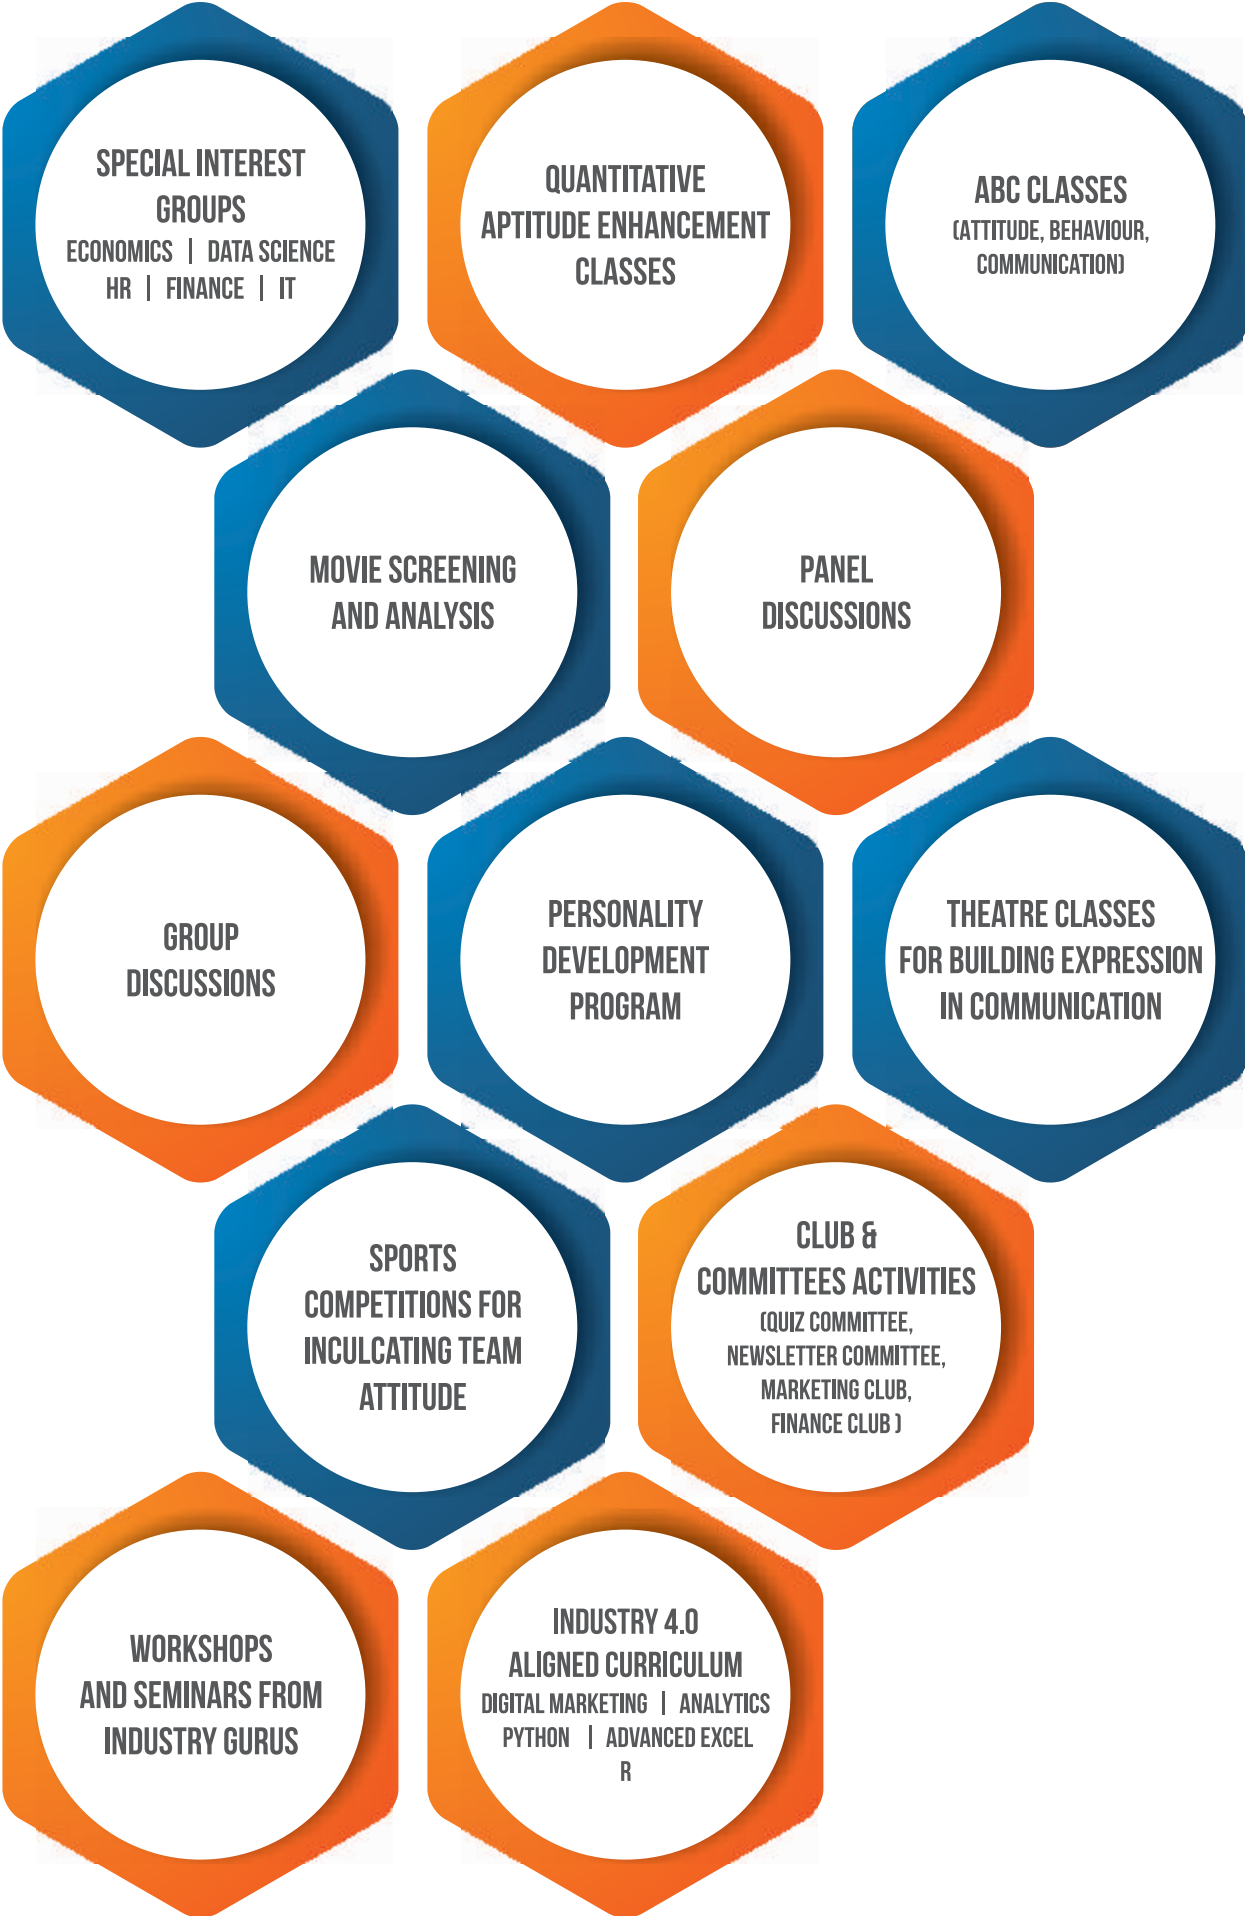 SPECIAL INTEREST
GROUPS
ECONOMICS | DATA SCIENCE
HR | FINANCE | IT
QUANTITATIVE
APTITUDE ENHANCEMENT
CLASSES
ABC CLASSES
(ATTITUDE, BEHAVIOUR,
COMMUNICATION)
MOVIE SCREENING
AND ANALYSIS
PANEL
DISCUSSIONS
GROUP
DISCUSSIONS
PERSONALITY
DEVELOPMENT
PROGRAM
THEATRE CLASSES
FOR BUILDING EXPRESSION
IN COMMUNICATION
SPORTS
COMPETITIONS FOR
INCULCATING TEAM
ATTITUDE
CLUB &
COMMITTEES ACTIVITIES
(QUIZ COMMITTEE,
NEWSLETTER COMMITTEE,
MARKETING CLUB,
FINANCE CLUB )
WORKSHOPS
AND SEMINARS FROM
INDUSTRY GURUS
INDUSTRY 4.0
ALIGNED CURRICULUM
DIGITAL MARKETING | ANALYTICS
PYTHON | ADVANCED EXCEL
R